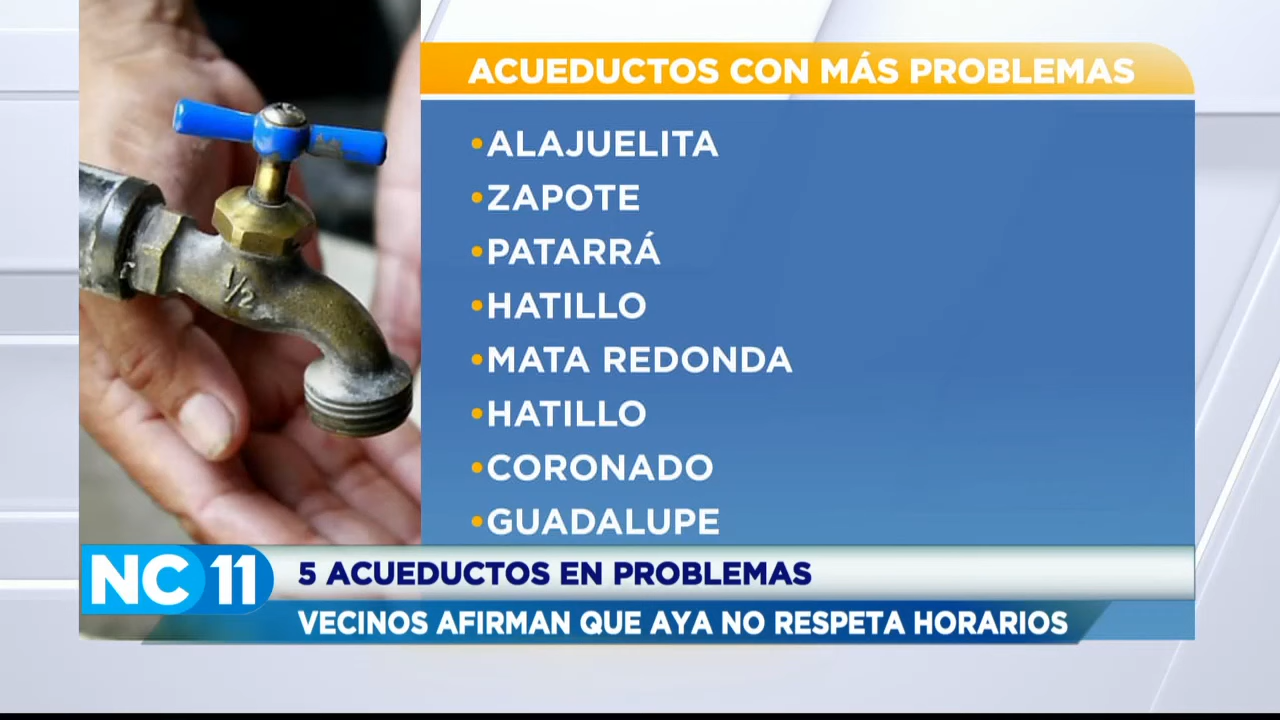 ACUEDUCTOS CON MÁS PROBLEMAS
•ALAJUELITA
•ZAPOTE
•PATARRÁ
•HATILLO
•MATA REDONDA
•HATILLO
•CORONADO
•GUADALUPE
1/2
NC 11
5 ACUEDUCTOS EN PROBLEMAS
VECINOS AFIRMAN QUE AYA NO RESPETA HORARIOS